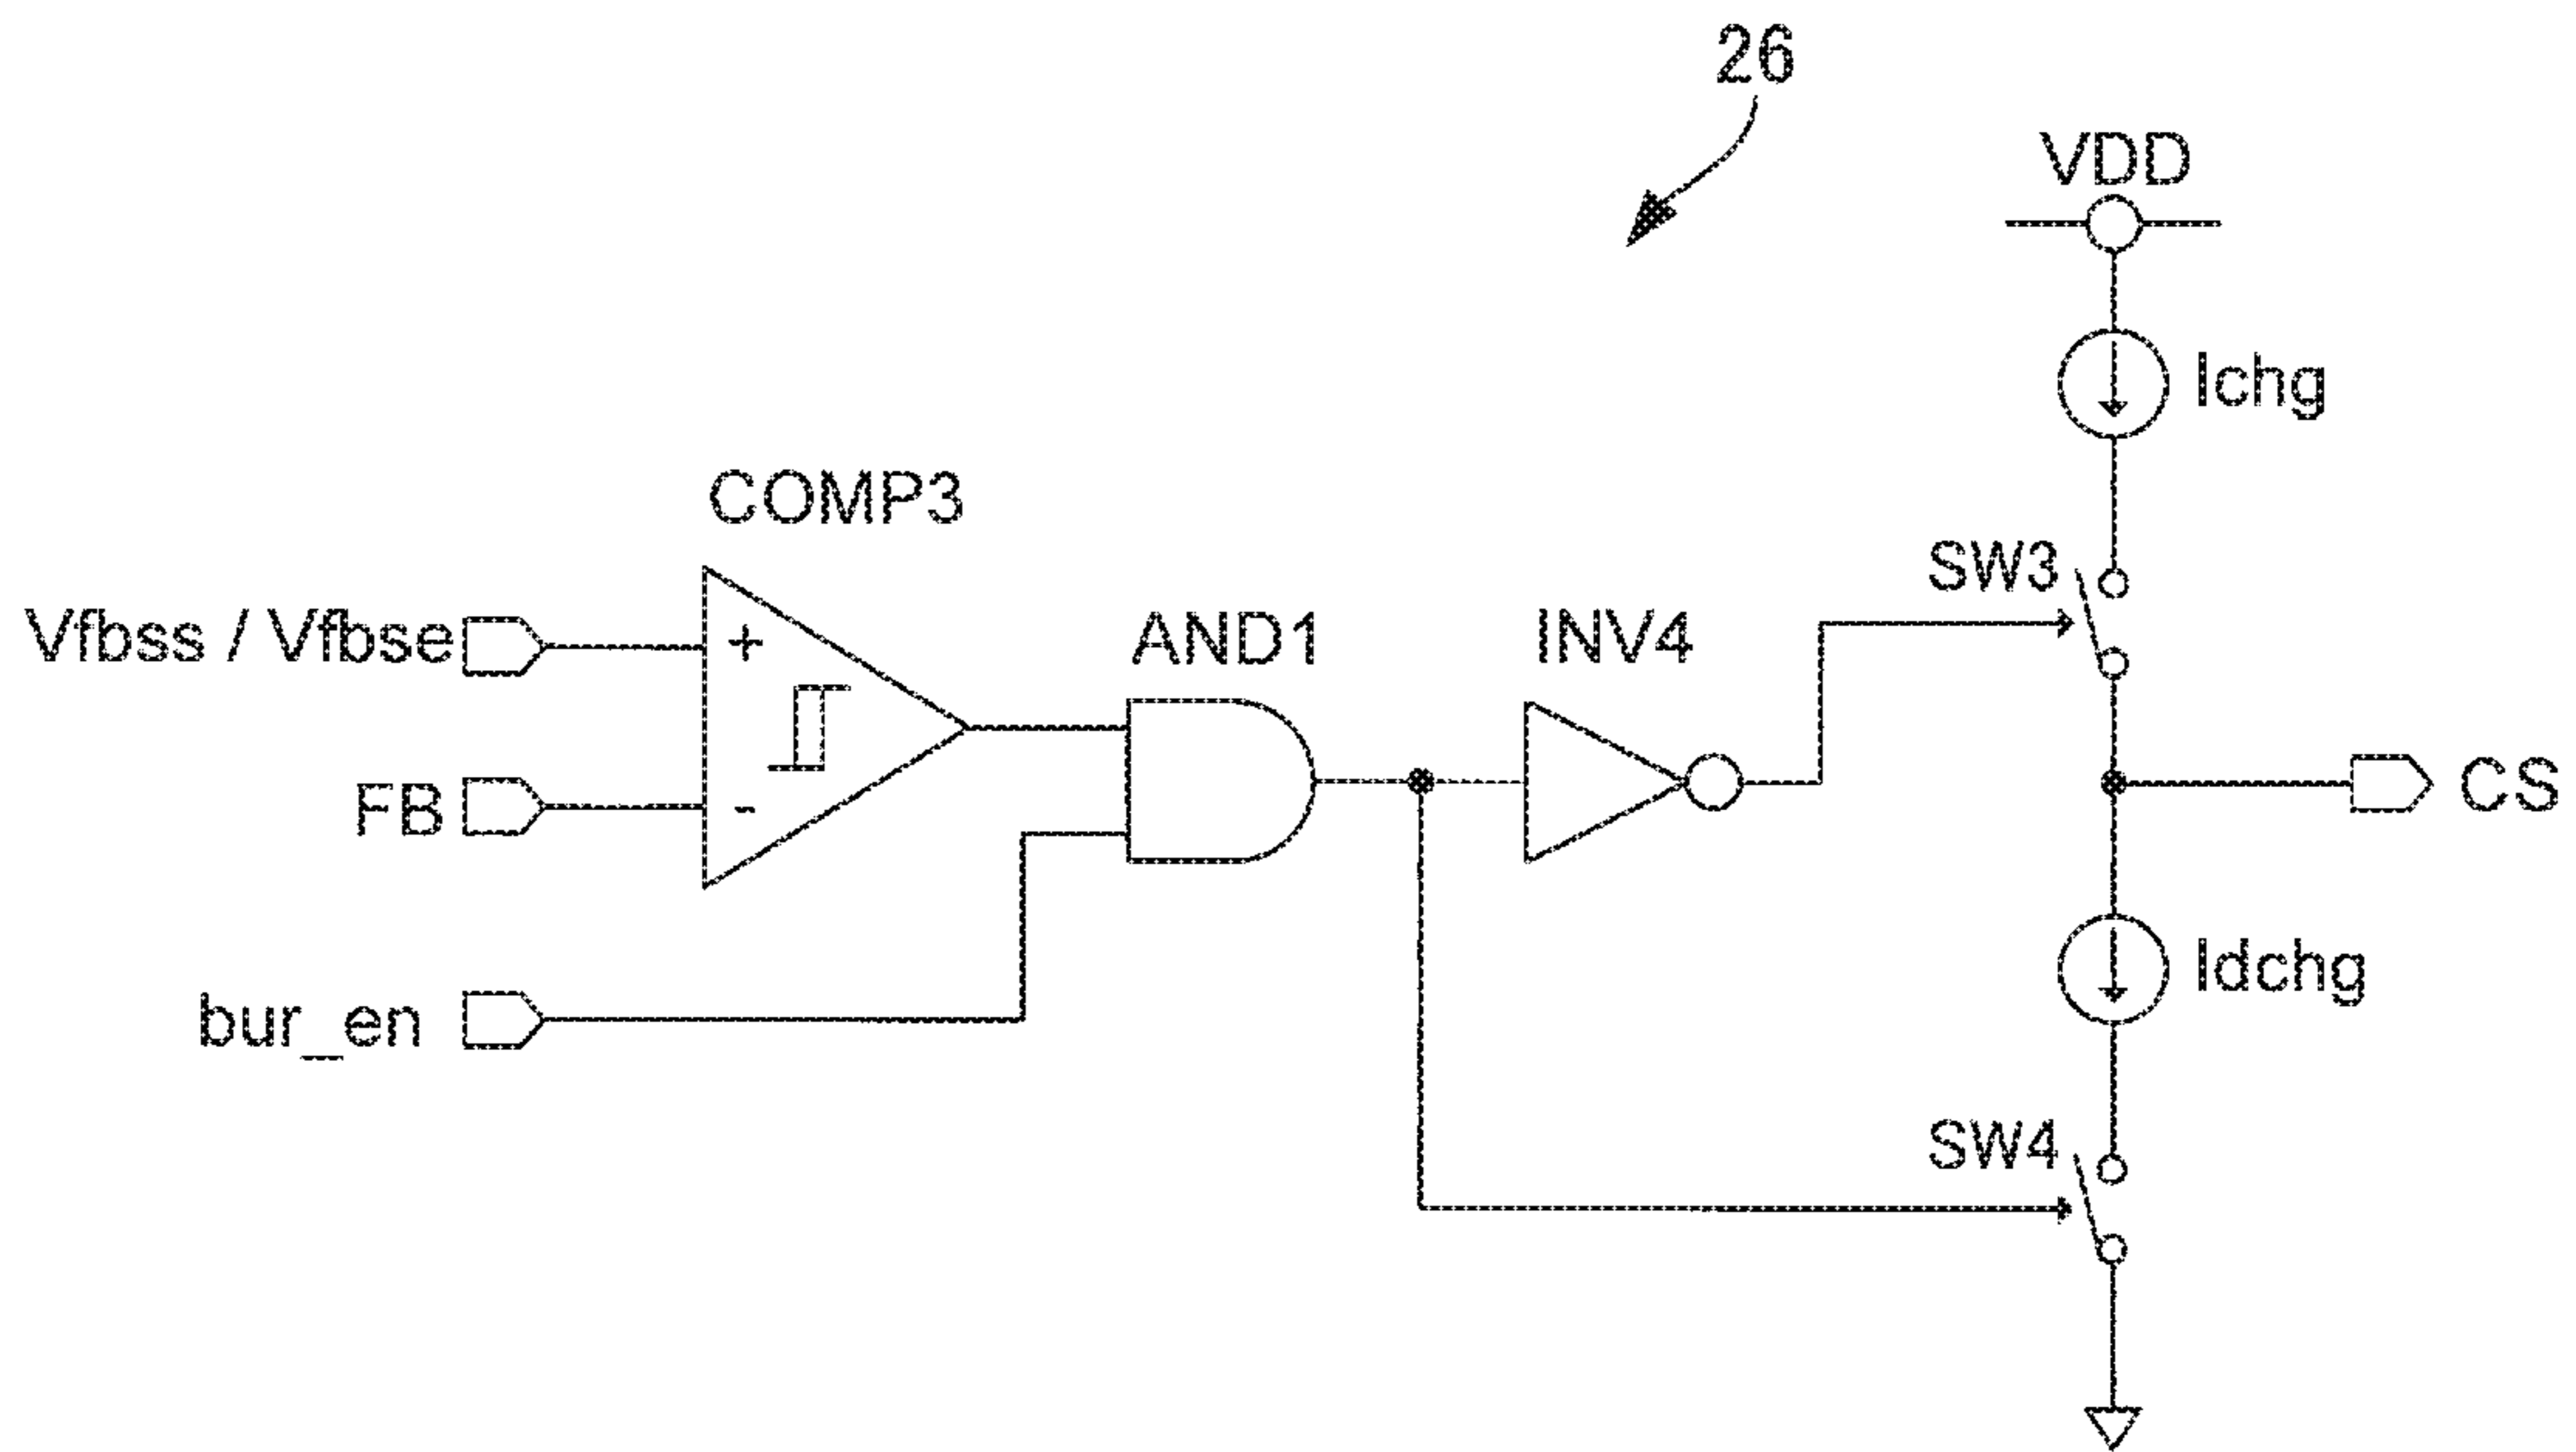 26
VDD
Ichg
COMP3
SW3
Vfbss / Vfbse
+
AND1
INV4
FB
-
CS
bur_en
Idchg
SW4